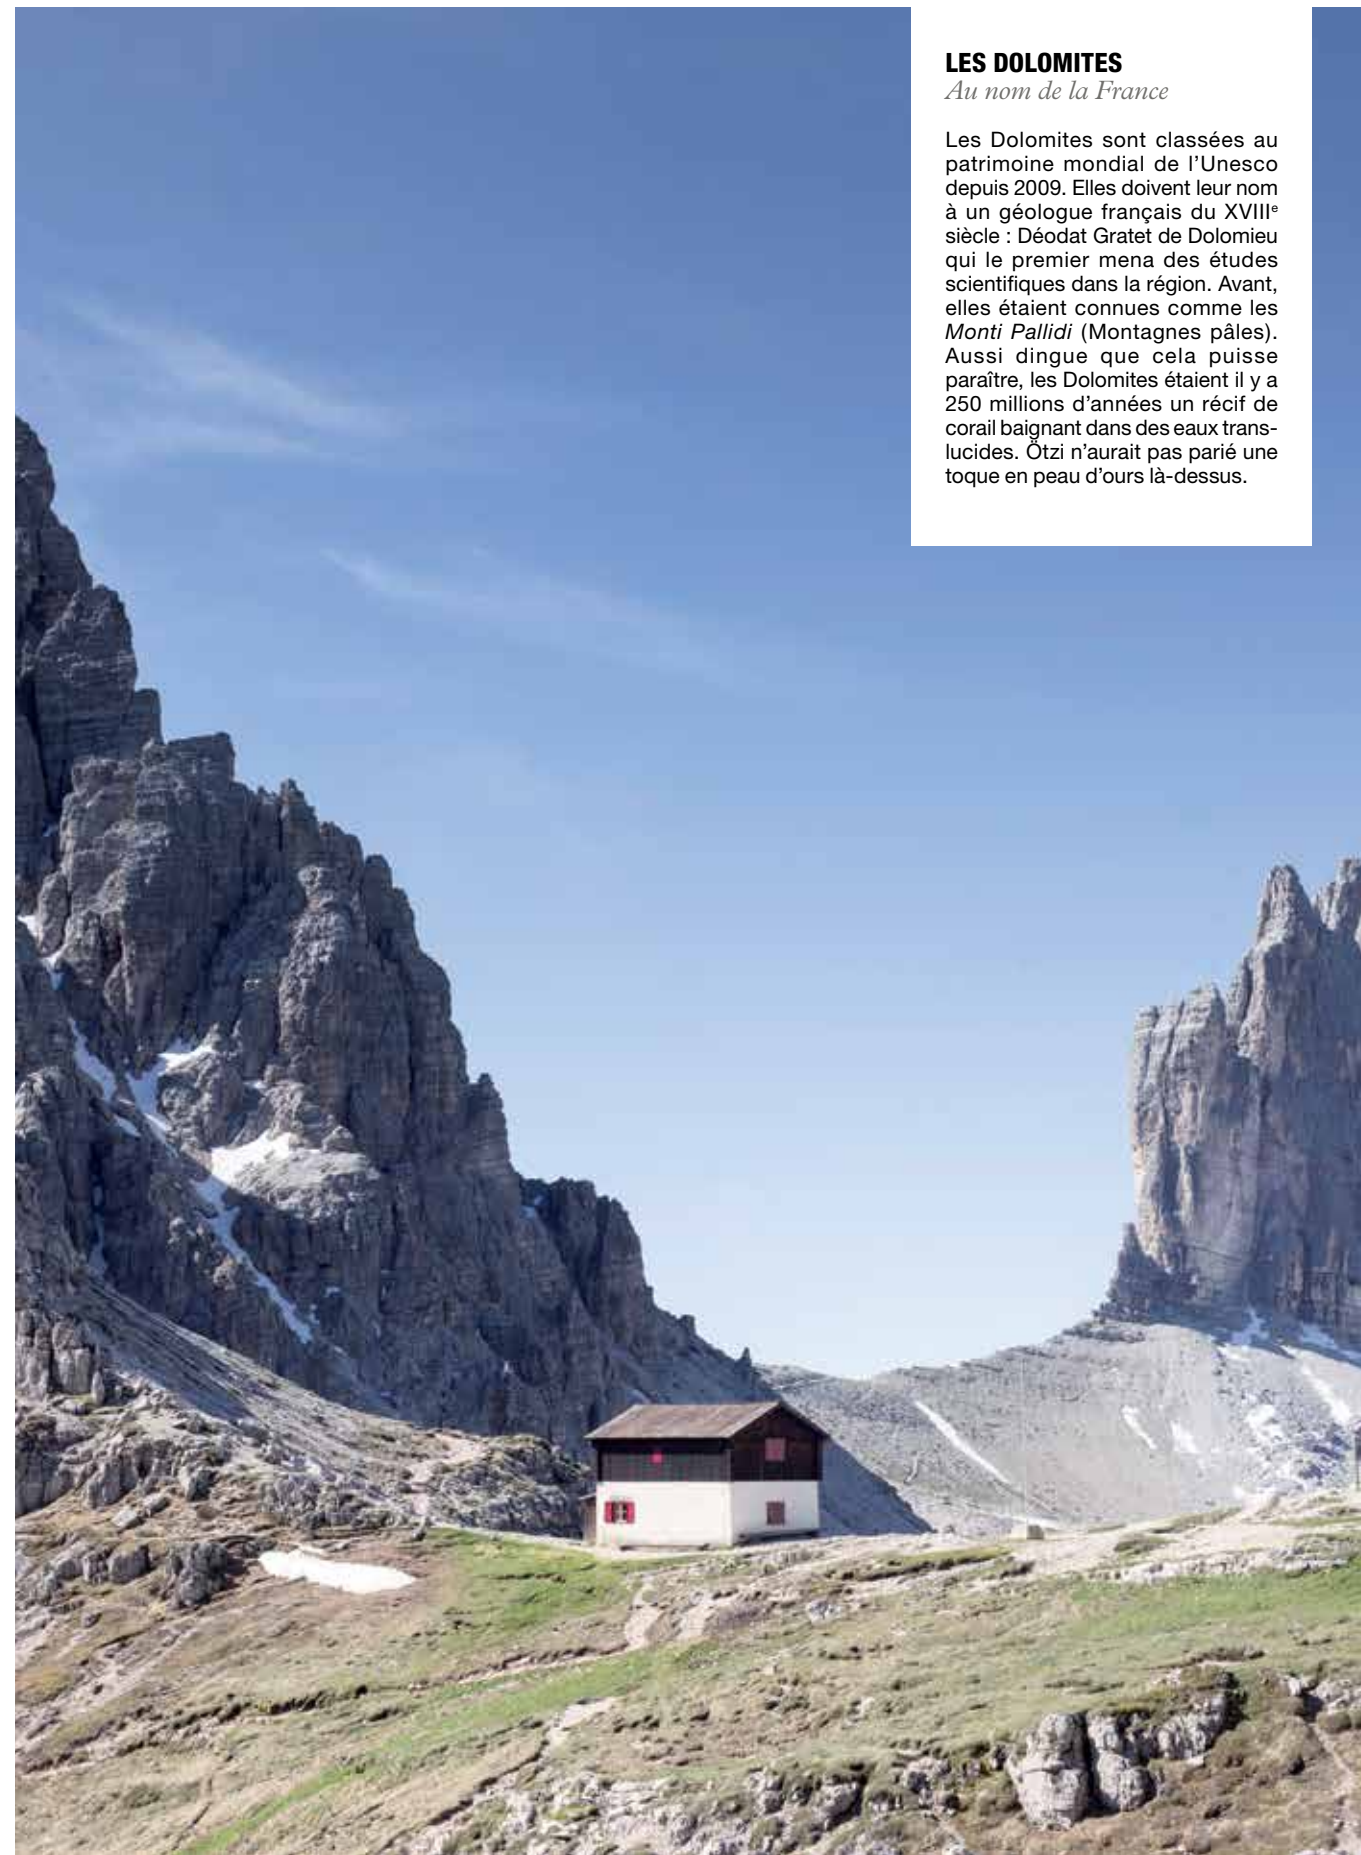 LES DOLOMITES
Au nom de la France
Les Dolomites sont classées au
patrimoine mondial de l’Unesco
depuis 2009. Elles doivent leur nom
à un géologue français du XVIIIᵉ
siècle : Déodat Gratet de Dolomieu
qui le premier mena des études
scientifiques dans la région. Avant,
elles étaient connues comme les
Monti Pallidi (Montagnes pâles).
Aussi dingue que cela puisse
paraître, les Dolomites étaient il y a
250 millions d’années un récif de
corail baignant dans des eaux trans-
lucides. Ötzi n’aurait pas parié une
toque en peau d’ours là-dessus.